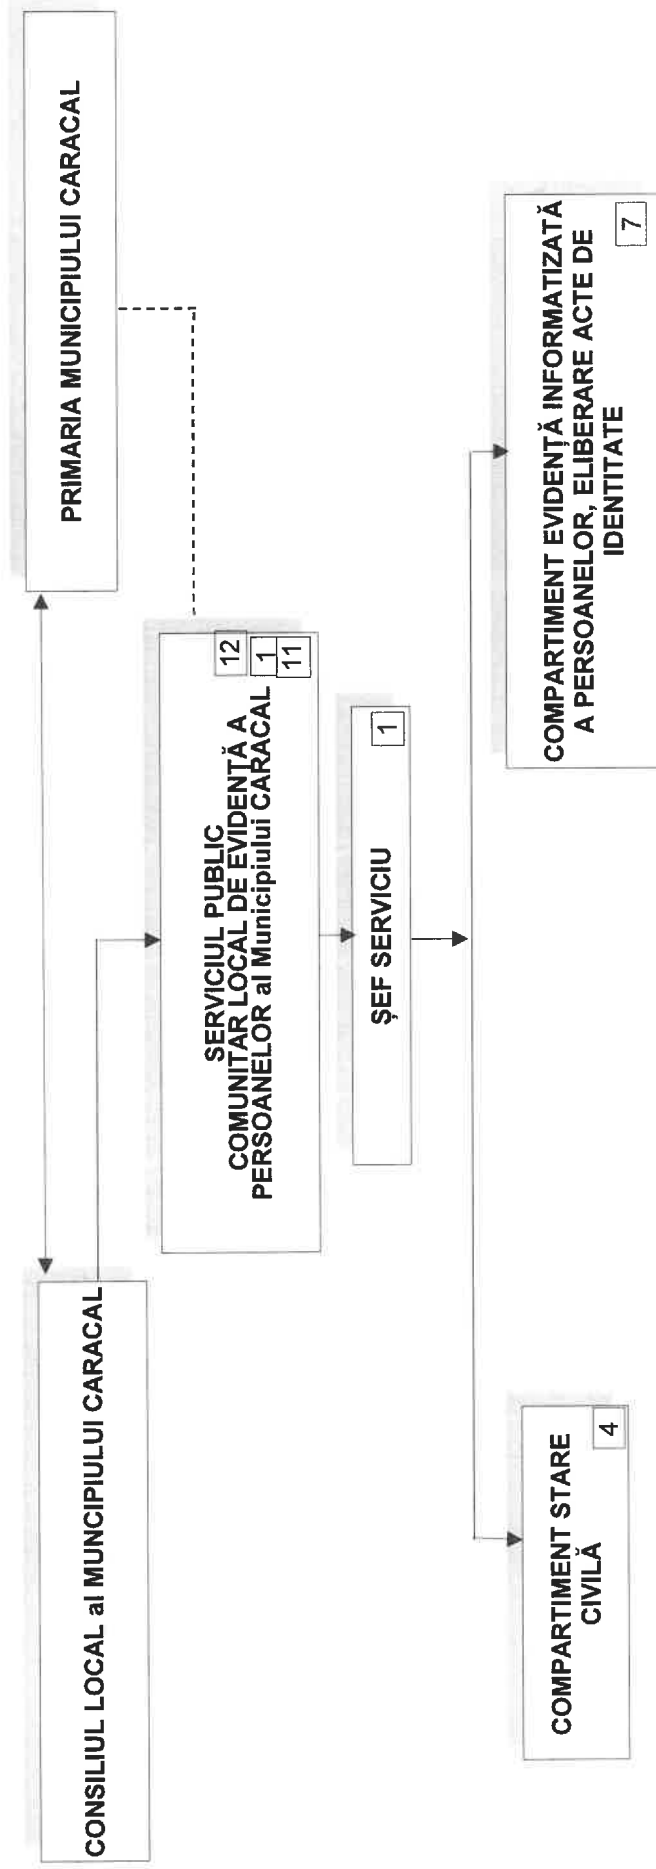 CONSILIUL LOCAL al MUNCIPIULUI CARACAL
PRIMARIA MUNICIPIULUI CARACAL
SERVICIUL PUBLIC
COMUNITAR LOCAL DE EVIDENȚĂ A
PERSOANELOR al Municipiului CARACAL
12
1
11
ȘEF SERVICIU
1
COMPARTIMENT STARE
CIVILĂ
4
COMPARTIMENT EVIDENȚĂ INFORMATIZATĂ
A PERSOANELOR, ELIBERARE ACTE DE
IDENTITATE
7